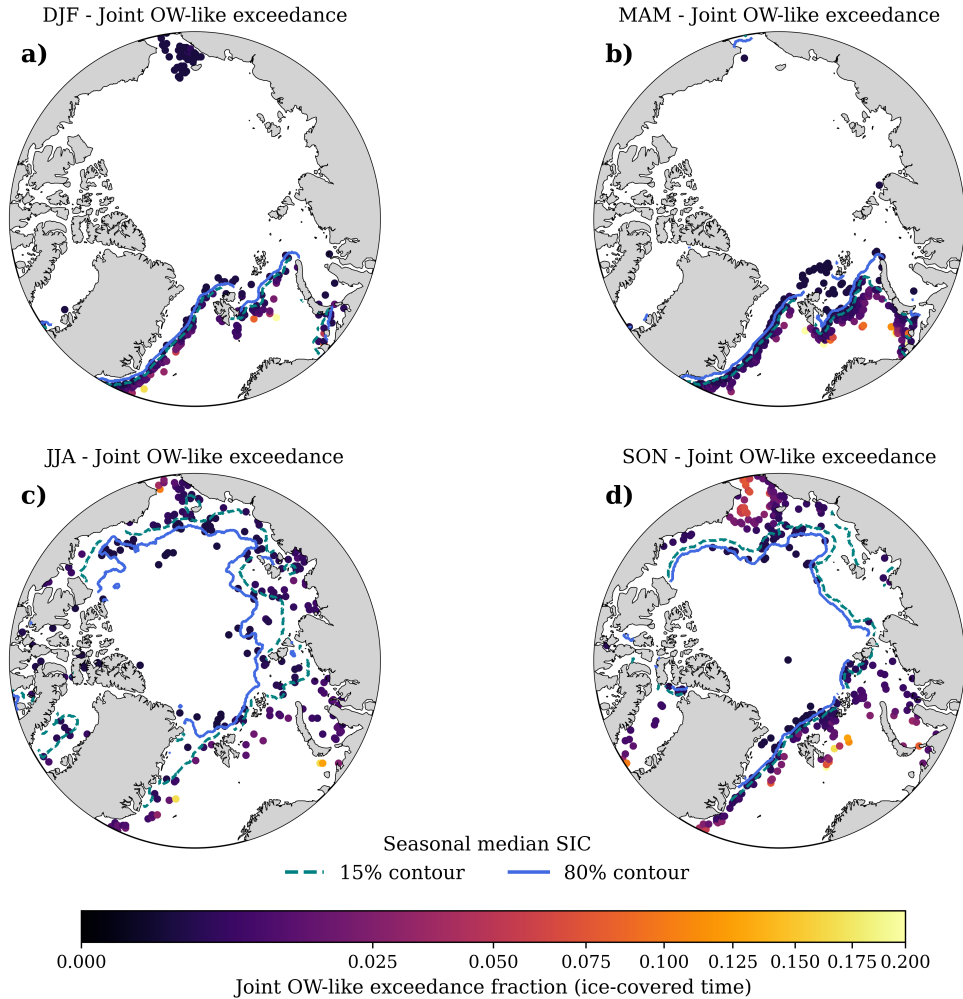 DJF - Joint OW-like exceedance
MAM - Joint OW-like exceedance
a)
b)
JJA - Joint OW-like exceedance
SON - Joint OW-like exceedance
c)
d)
Seasonal median SIC
15% contour
80% contour
0.000 0.025 0.050 0.075 0.100 0.125 0.150 0.175 0.200
Joint OW-like exceedance fraction (ice-covered time)